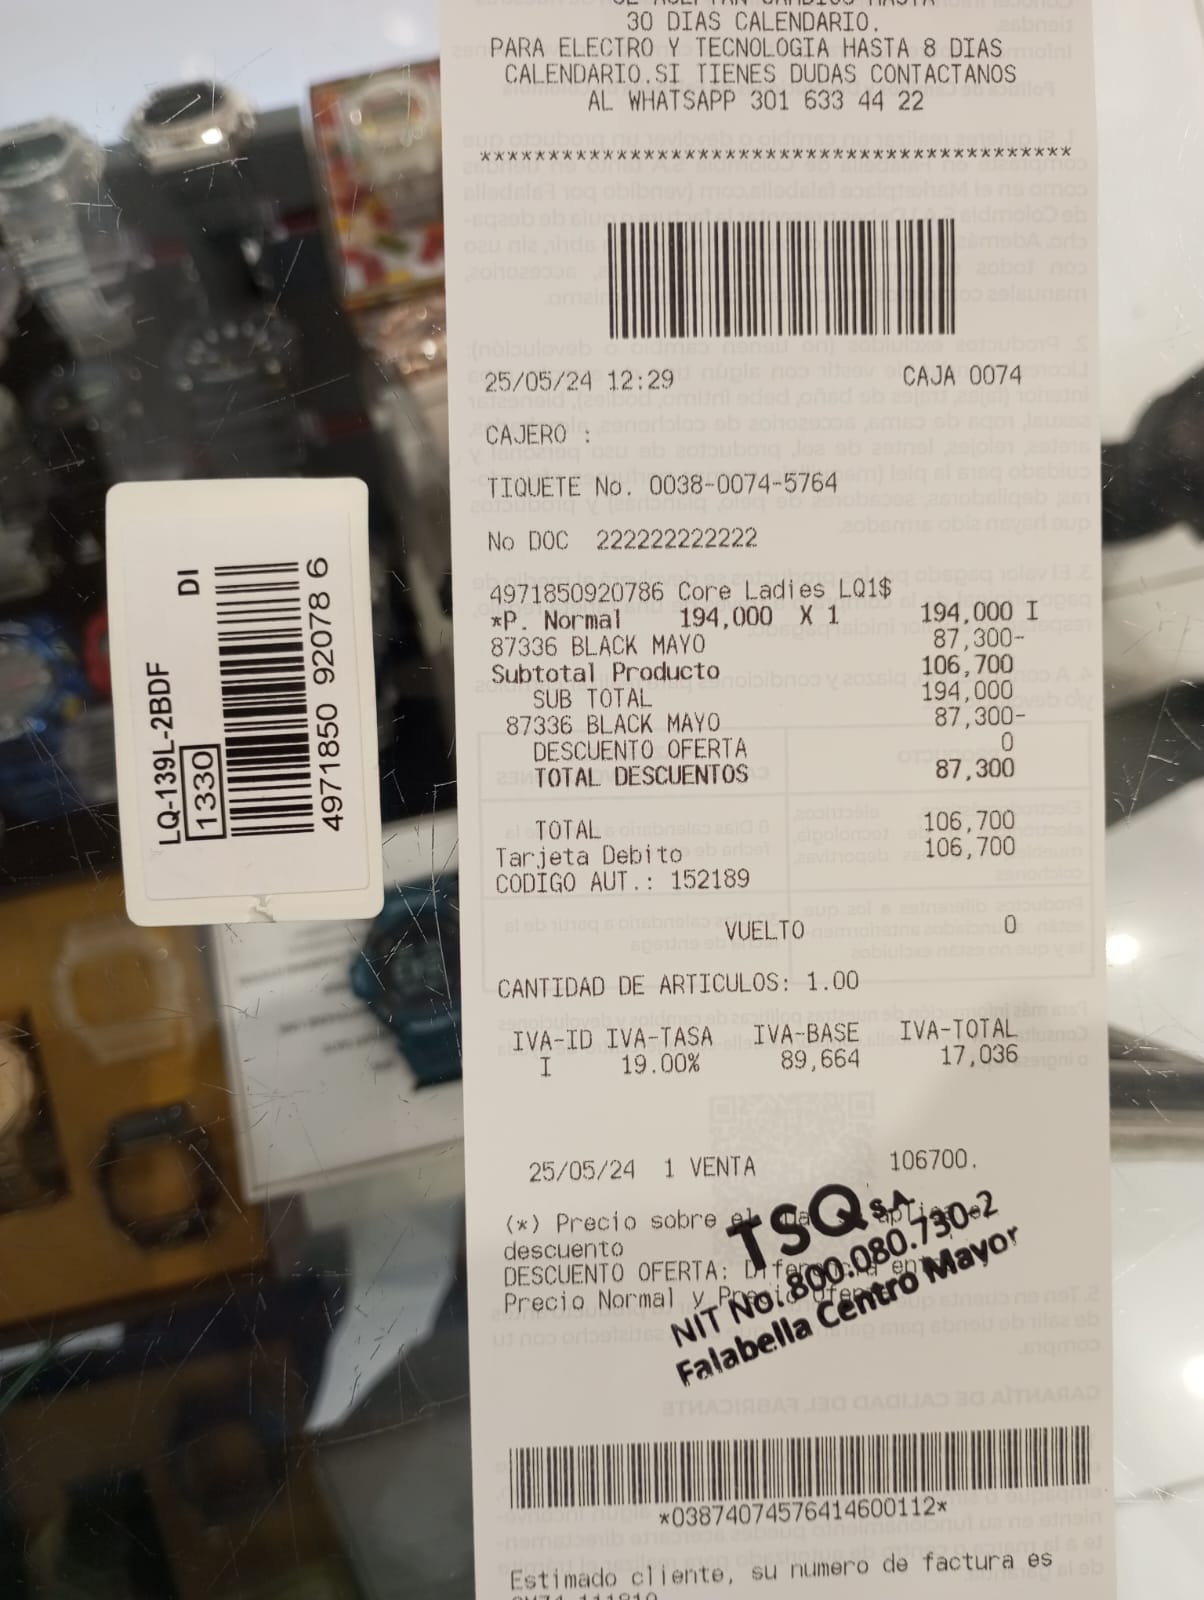 30 DIAS CALENDARIO.
PARA ELECTRO Y TECNOLOGIA HASTA 8 DIAS
CALENDARIO.SI TIENES DUDAS CONTACTANOS
AL WHATSAPP 301 633 44 22
********************************************
25/05/24 12:29 CAJA 0074
CAJERO :
TIQUETE No. 0038-0074-5764
No DOC 222222222222
4971850920786 Core Ladies LQ1$
*P. Normal 194,000 X 1 194,000 I
87336 BLACK MAYO 87,300-
Subtotal Producto 106,700
SUB TOTAL 194,000
87336 BLACK MAYO 87,300-
DESCUENTO OFERTA 0
TOTAL DESCUENTOS 87,300
TOTAL 106,700
Tarjeta Debito 106,700
CODIGO AUT.: 152189
VUELTO 0
CANTIDAD DE ARTICULOS: 1.00
IVA-ID IVA-TASA IVA-BASE IVA-TOTAL
I 19.00% 89,664 17,036
25/05/24 1 VENTA 106700.
(*) Precio sobre el
descuento
DESCUENTO OFERTA:
Precio Normal y
TSQ S.A
NIT No. 800.080.730-2
Falabella Centro Mayor
*03874074576414600112*
Estimado cliente, su numero de factura es
LQ-139L-2BDF
1330
DI
4971850 92078 6